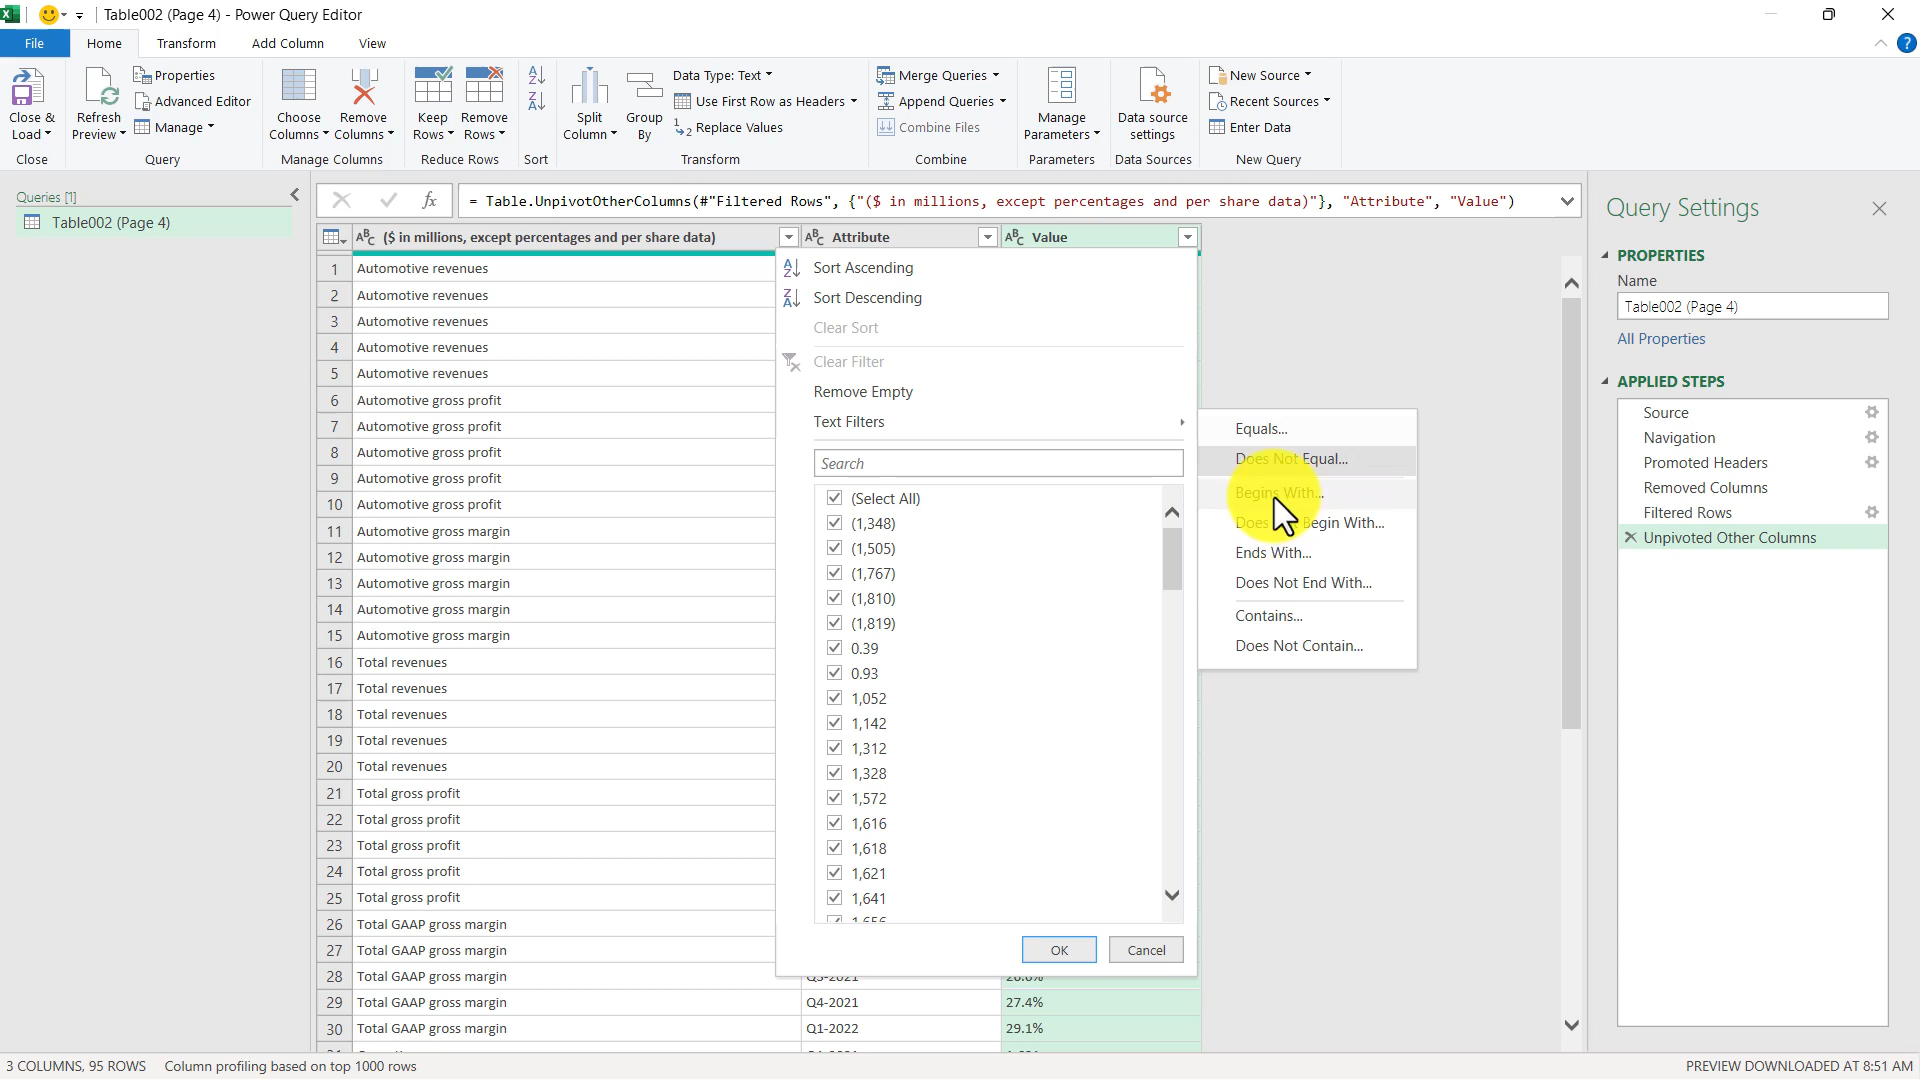 Table002 (Page 4) - Power Query Editor
File
Home
Transform
Add Column
View
Close &
Load
Close
Refresh
Preview
Properties
Advanced Editor
Manage
Query
Choose
Columns
Remove
Columns
Manage Columns
Keep
Rows
Remove
Rows
Reduce Rows
Sort
Split
Column
Group
By
Data Type: Text
Use First Row as Headers
Replace Values
Transform
Merge Queries
Append Queries
Combine Files
Combine
Manage
Parameters
Parameters
Data source
settings
Data Sources
New Source
Recent Sources
Enter Data
New Query
Queries [1]
Table002 (Page 4)
fx
= Table.UnpivotOtherColumns(#"Filtered Rows", {"($ in millions, except percentages and per share data)"}, "Attribute", "Value")
ABC ($ in millions, except percentages and per share data)
ABC Attribute
ABC Value
1 Automotive revenues
2 Automotive revenues
3 Automotive revenues
4 Automotive revenues
5 Automotive revenues
6 Automotive gross profit
7 Automotive gross profit
8 Automotive gross profit
9 Automotive gross profit
10 Automotive gross profit
11 Automotive gross margin
12 Automotive gross margin
13 Automotive gross margin
14 Automotive gross margin
15 Automotive gross margin
16 Total revenues
17 Total revenues
18 Total revenues
19 Total revenues
20 Total revenues
21 Total gross profit
22 Total gross profit
23 Total gross profit
24 Total gross profit
25 Total gross profit
26 Total GAAP gross margin
27 Total GAAP gross margin
28 Total GAAP gross margin
29 Total GAAP gross margin Q4-2021 27.4%
30 Total GAAP gross margin Q1-2022 29.1%
Sort Ascending
Sort Descending
Clear Sort
Clear Filter
Remove Empty
Text Filters
Search
(Select All)
(1,348)
(1,505)
(1,767)
(1,810)
(1,819)
0.39
0.93
1,052
1,142
1,312
1,328
1,572
1,616
1,618
1,621
1,641
OK
Cancel
Equals...
Does Not Equal...
Begins With...
Does Begin With...
Ends With...
Does Not End With...
Contains...
Does Not Contain...
Query Settings
PROPERTIES
Name
Table002 (Page 4)
All Properties
APPLIED STEPS
Source
Navigation
Promoted Headers
Removed Columns
Filtered Rows
Unpivoted Other Columns
3 COLUMNS, 95 ROWS
Column profiling based on top 1000 rows
PREVIEW DOWNLOADED AT 8:51 AM